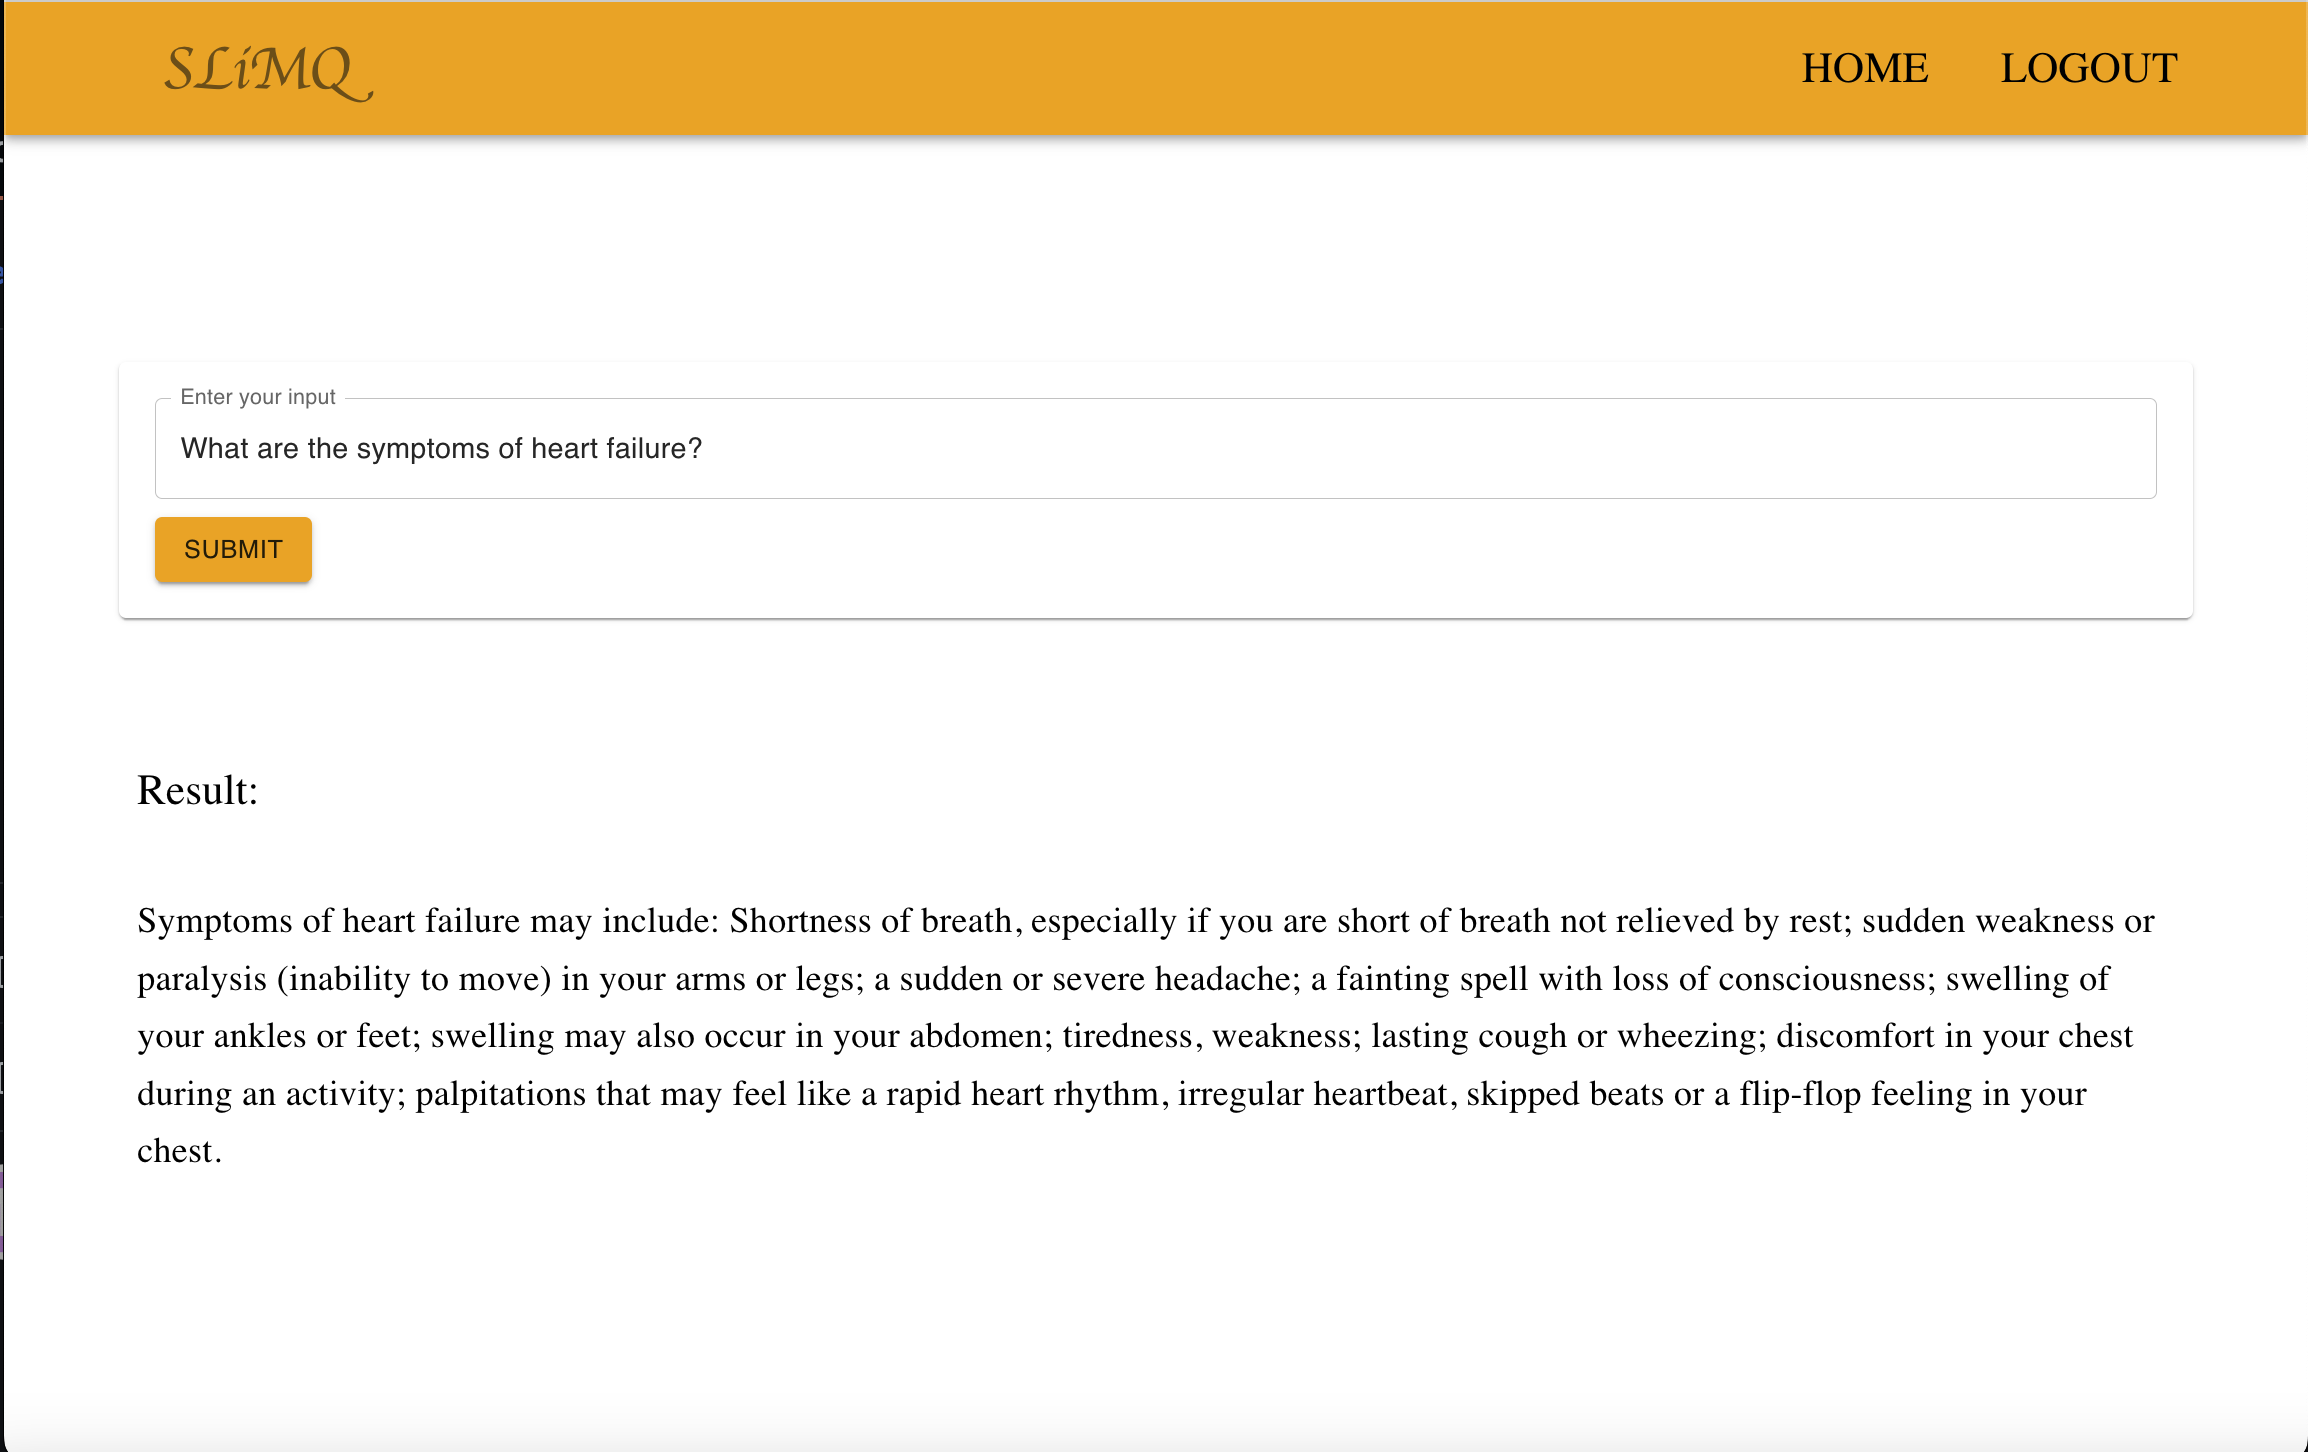 SLiMQ
HOME
LOGOUT
Enter your input
What are the symptoms of heart failure?
SUBMIT
Result:
Symptoms of heart failure may include: Shortness of breath, especially if you are short of breath not relieved by rest; sudden weakness or
paralysis (inability to move) in your arms or legs; a sudden or severe headache; a fainting spell with loss of consciousness; swelling of
your ankles or feet; swelling may also occur in your abdomen; tiredness, weakness; lasting cough or wheezing; discomfort in your chest
during an activity; palpitations that may feel like a rapid heart rhythm, irregular heartbeat, skipped beats or a flip-flop feeling in your
chest.